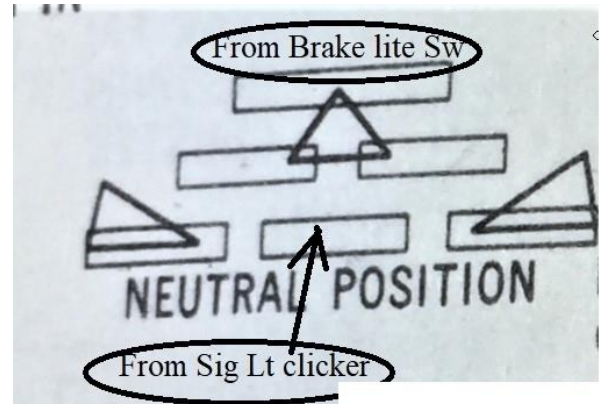 From Brake lite Sw
NEUTRAL POSITION
From Sig Lt clicker